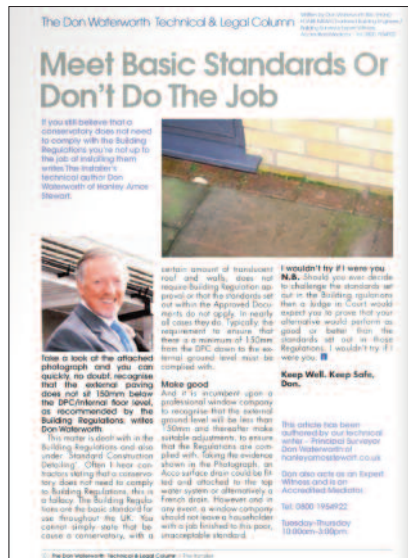 The Don Waterworth Technical & Legal Column
Meet Basic Standards Or
Don't Do The Job
If you still believe that a
conservatory does not need
to comply with the Building
Regulations you're not up to
the job of installing them
writes The Installer's
technical author Don
Waterworth of Hanley Amos
Stewart.
Take a look at the attached
photograph and you can
quickly, no doubt, recognise
that the external paving
does not sit 150mm below
the DPC/internal floor level,
as recommended by the
Building Regulations, writes
Don Waterworth.
This matter is dealt with in the
Building Regulations and also
under 'Standard Construction
Detailing'. Often I hear con-
tractors stating that a conserva-
tory does not need to comply
to Building Regulations, this is
a fallacy. The Building Regula-
tions are the basic standard for
use throughout the UK. You
cannot simply state that be-
cause a conservatory, with a
certain amount of translucent
roof and walls, does not
require Building Regulation ap-
proval or that the standards set
out within the Approved Docu-
ments do not apply. In nearly
all cases they do. Typically the
requirement to ensure that
there is a minimum of 150mm
from the DPC down to the ex-
ternal ground level must be
complied with.
Make good
And it is incumbent upon a
professional window company
to recognise that the external
ground level will be less than
150mm and thereafter make
suitable adjustments, to ensure
that the Regulations are com-
plied with. Taking the evidence
shown in the Photograph, an
Acco surface drain could be fit-
ted and attached to the top
water system or alternatively a
French drain. However and in
any event, a window company
should not leave a householder
with a job finished to this poor,
unacceptable standard.
I wouldn't try if I were you
N.B. Should you ever decide
to challenge the standards set
out in the Building egulations
then a Judge in Court would
expect you to prove that your
alternative would perform as
good or better than the
standards set out in those
Regulations. I wouldn't try if I
were you.
Keep Well. Keep Safe,
Don.
This article has been
authored by our technical
writer - Principal Surveyor
Don Waterworth of
Don also acts as an Expert
Witness and is an
Accredited Mediator.
Tel: 0800 1954922
Tuesday-Thursday
10:00am-3:00pm.
The Don Waterworth Technical & Legal Column